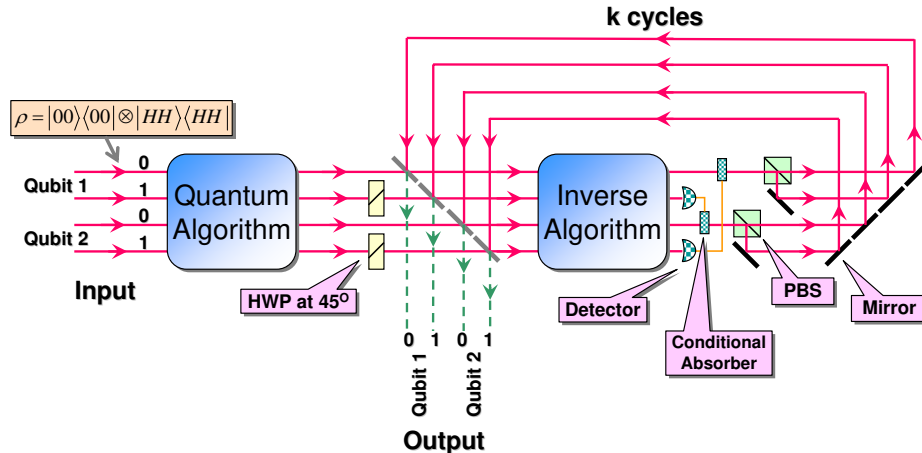 k cycles
ρ = |00⟩⟨00| ⊗ |HH⟩⟨HH|
0
Qubit 1
1
0
Qubit 2
1
Input
Quantum
Algorithm
HWP at 45O
Inverse
Algorithm
Detector
Conditional
Absorber
PBS
Mirror
0 1 0 1
Qubit 1
Qubit 2
Output